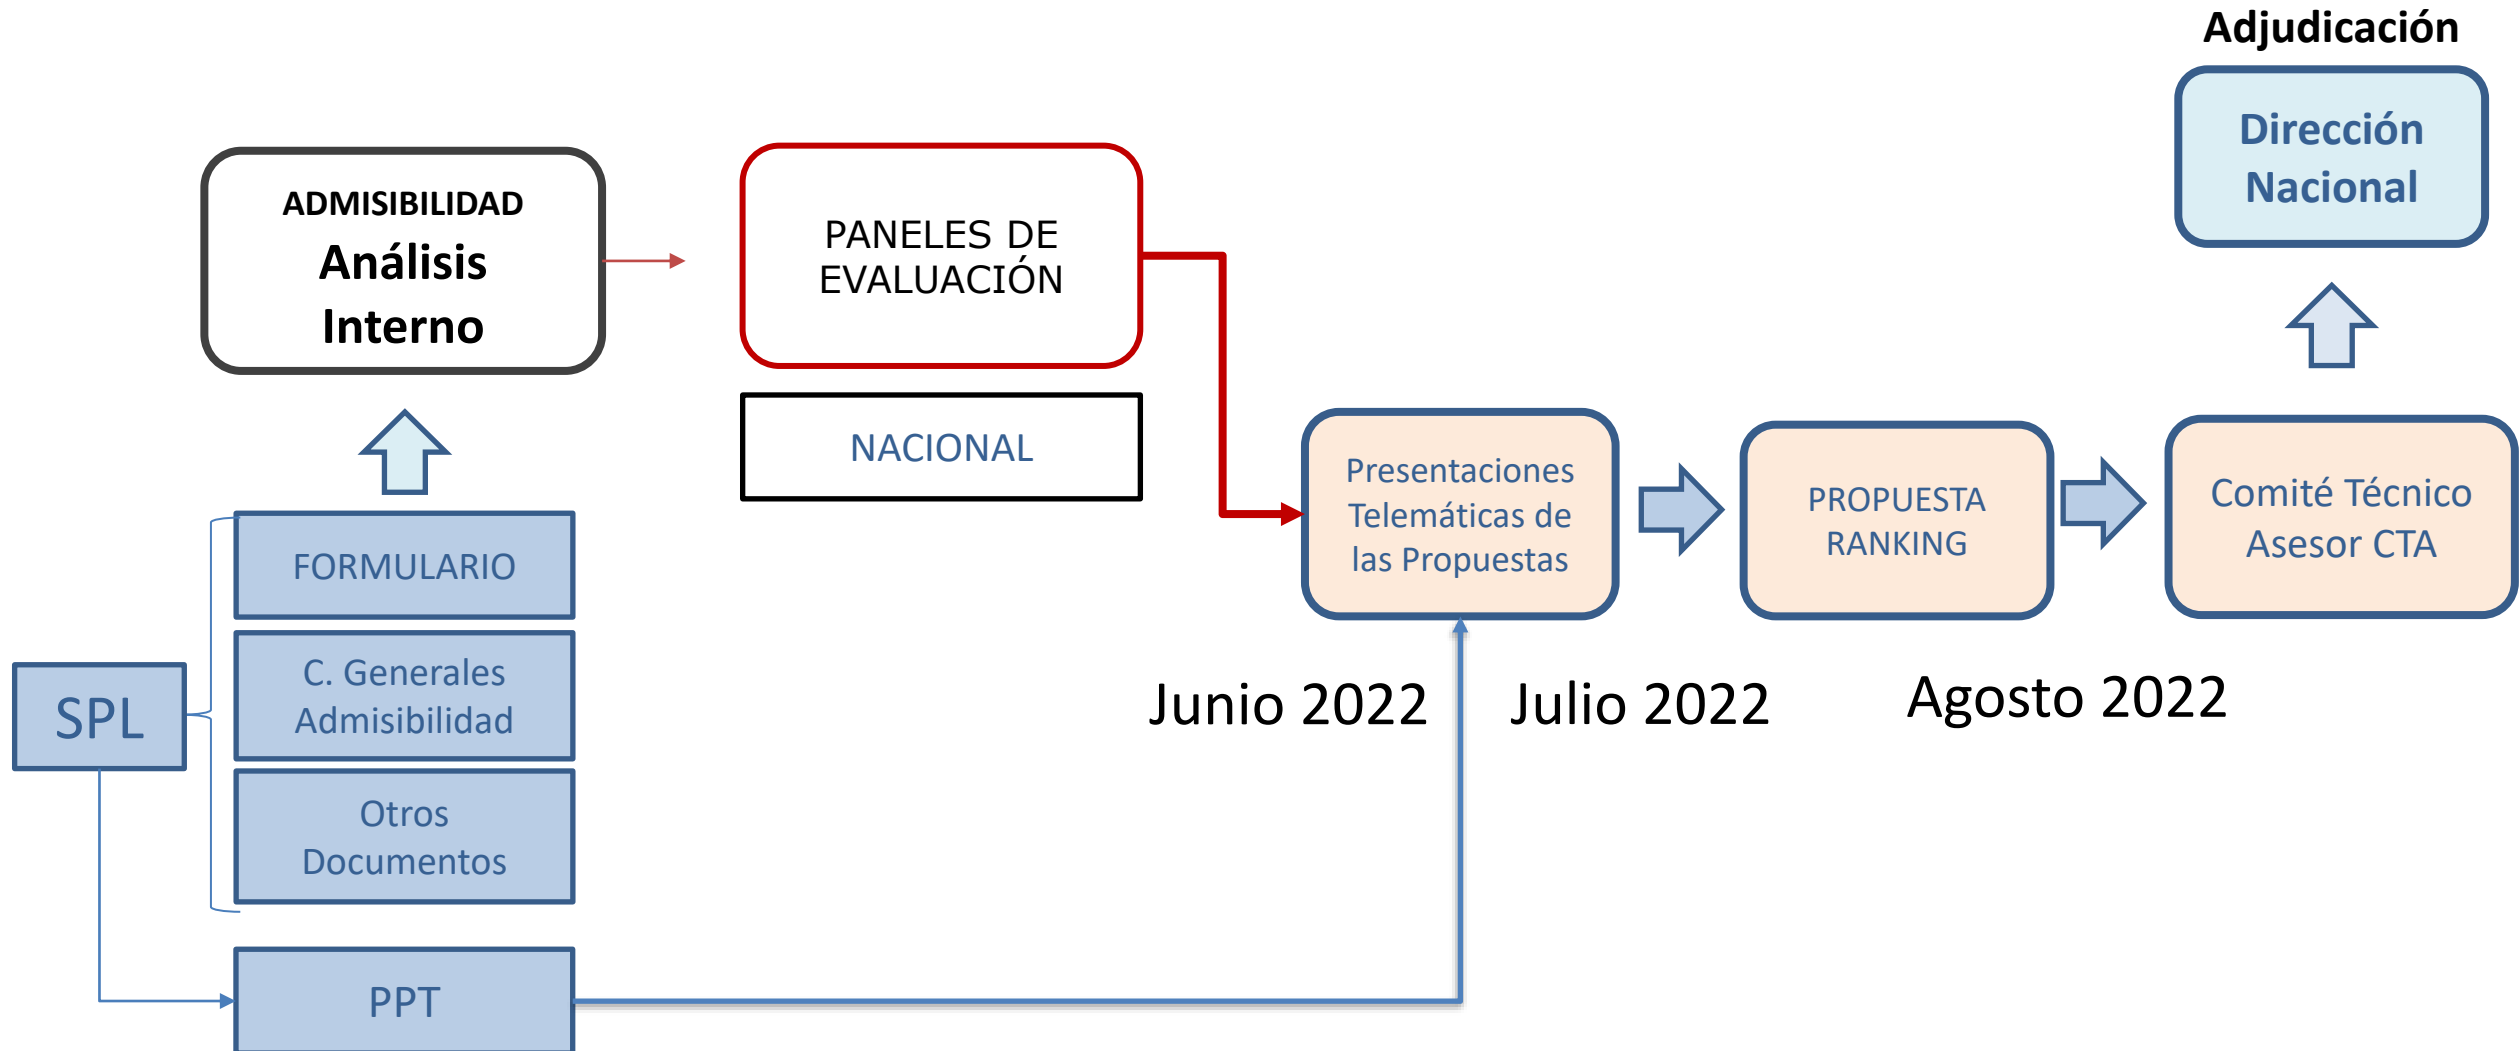 Adjudicación
Dirección
Nacional
ADMISIBILIDAD
Análisis
Interno
PANELES DE
EVALUACIÓN
NACIONAL
Presentaciones
Telemáticas de
las Propuestas
PROPUESTA
RANKING
Comité Técnico
Asesor CTA
FORMULARIO
C. Generales
Admisibilidad
SPL
Otros
Documentos
PPT
Junio 2022
Julio 2022
Agosto 2022